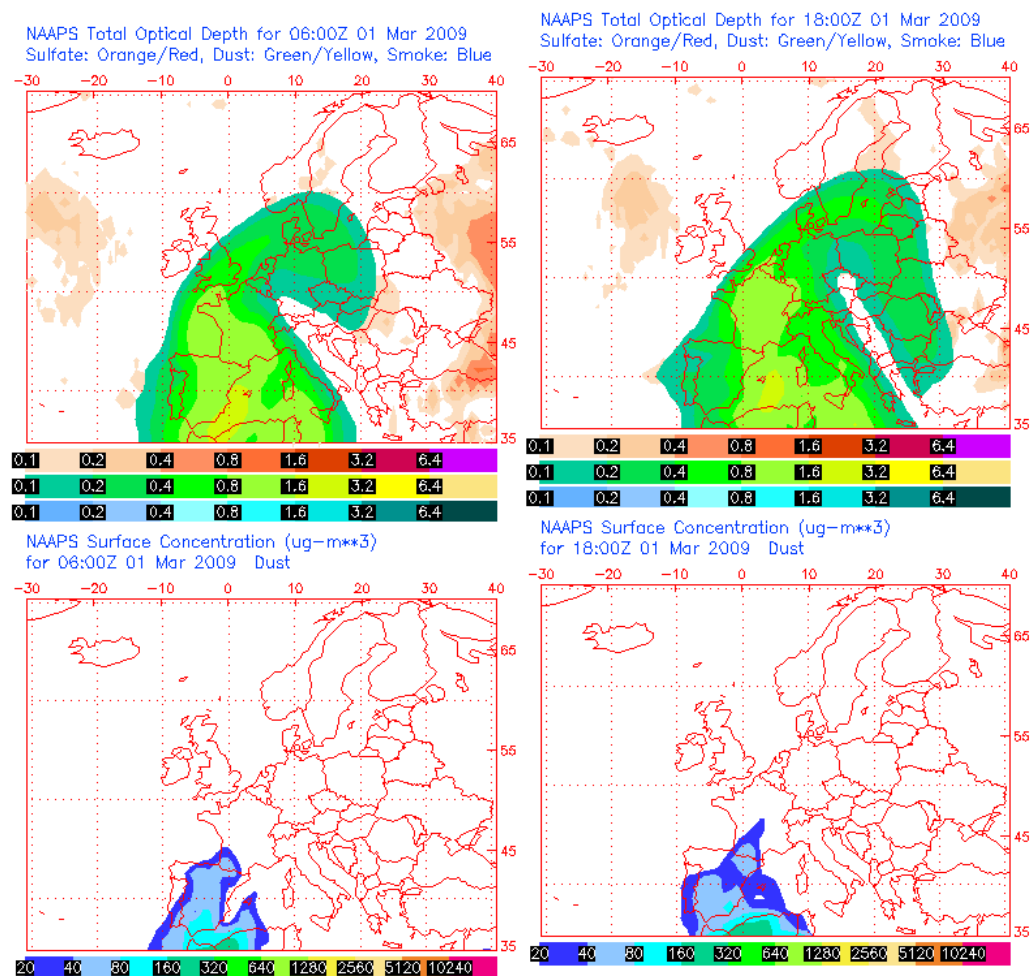 NAAPS Total Optical Depth for 06:00Z 01 Mar 2009
Sulfate: Orange/Red, Dust: Green/Yellow, Smoke: Blue
-30 -20 -10 0 10 20 30 40
65
55
45
35
0.1 0.2 0.4 0.8 1.6 3.2 6.4
0.1 0.2 0.4 0.8 1.6 3.2 6.4
0.1 0.2 0.4 0.8 1.6 3.2 6.4
NAAPS Total Optical Depth for 18:00Z 01 Mar 2009
Sulfate: Orange/Red, Dust: Green/Yellow, Smoke: Blue
-30 -20 -10 0 10 20 30 40
65
55
45
35
0.1 0.2 0.4 0.8 1.6 3.2 6.4
0.1 0.2 0.4 0.8 1.6 3.2 6.4
0.1 0.2 0.4 0.8 1.6 3.2 6.4
NAAPS Surface Concentration (ug-m**3)
for 06:00Z 01 Mar 2009 Dust
-30 -20 -10 0 10 20 30 40
65
55
45
35
20 40 80 160 320 640 1280 2560 5120 10240
NAAPS Surface Concentration (ug-m**3)
for 18:00Z 01 Mar 2009 Dust
-30 -20 -10 0 10 20 30 40
65
55
45
35
20 40 80 160 320 640 1280 2560 5120 10240